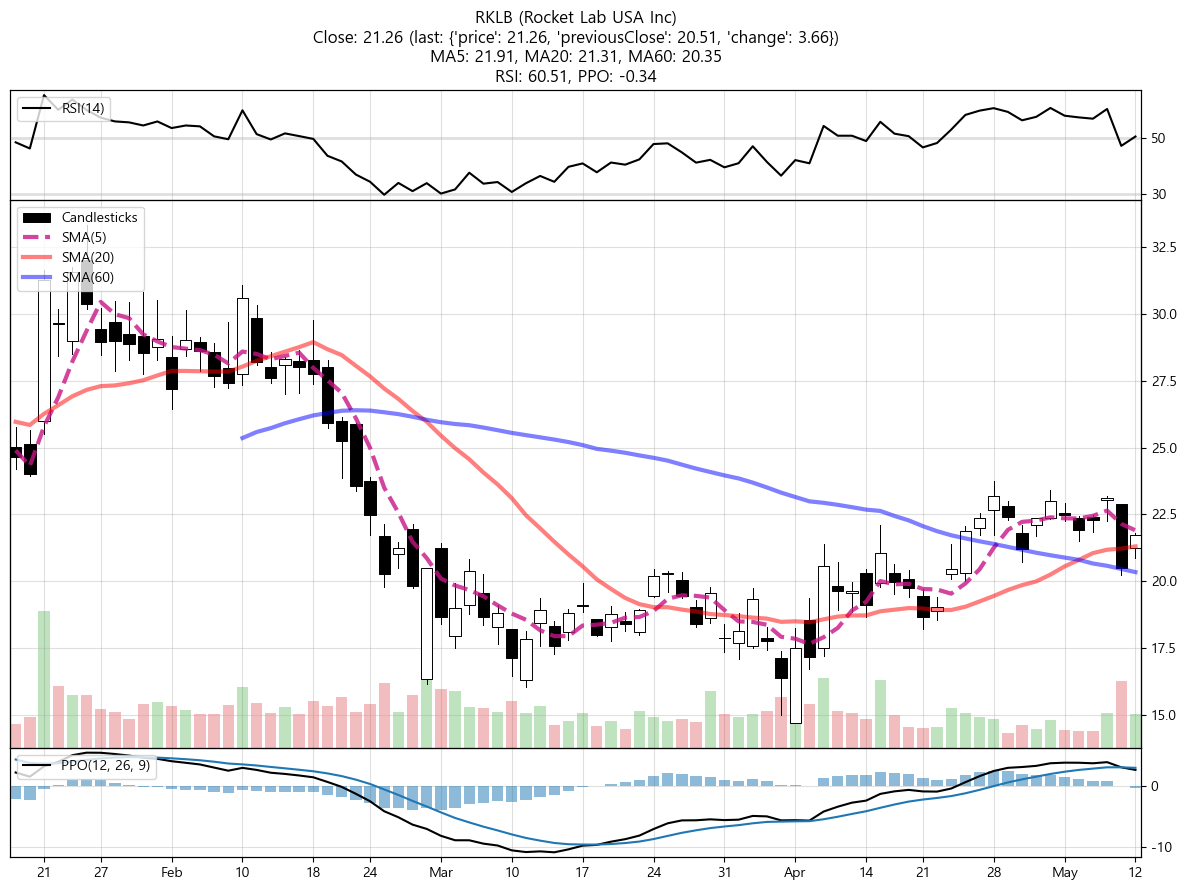 RKLB (Rocket Lab USA Inc)
Close: 21.26 (last: {'price': 21.26, 'previousClose': 20.51, 'change': 3.66})
MA5: 21.91, MA20: 21.31, MA60: 20.35
RSI: 60.51, PPO: -0.34
RSI(14)
50
30
Candlesticks
SMA(5)
SMA(20)
SMA(60)
32.5
30.0
27.5
25.0
22.5
20.0
17.5
15.0
PPO(12, 26, 9)
0
-10
21 27 Feb 10 18 24 Mar 10 17 24 31 Apr 14 21 28 May 12